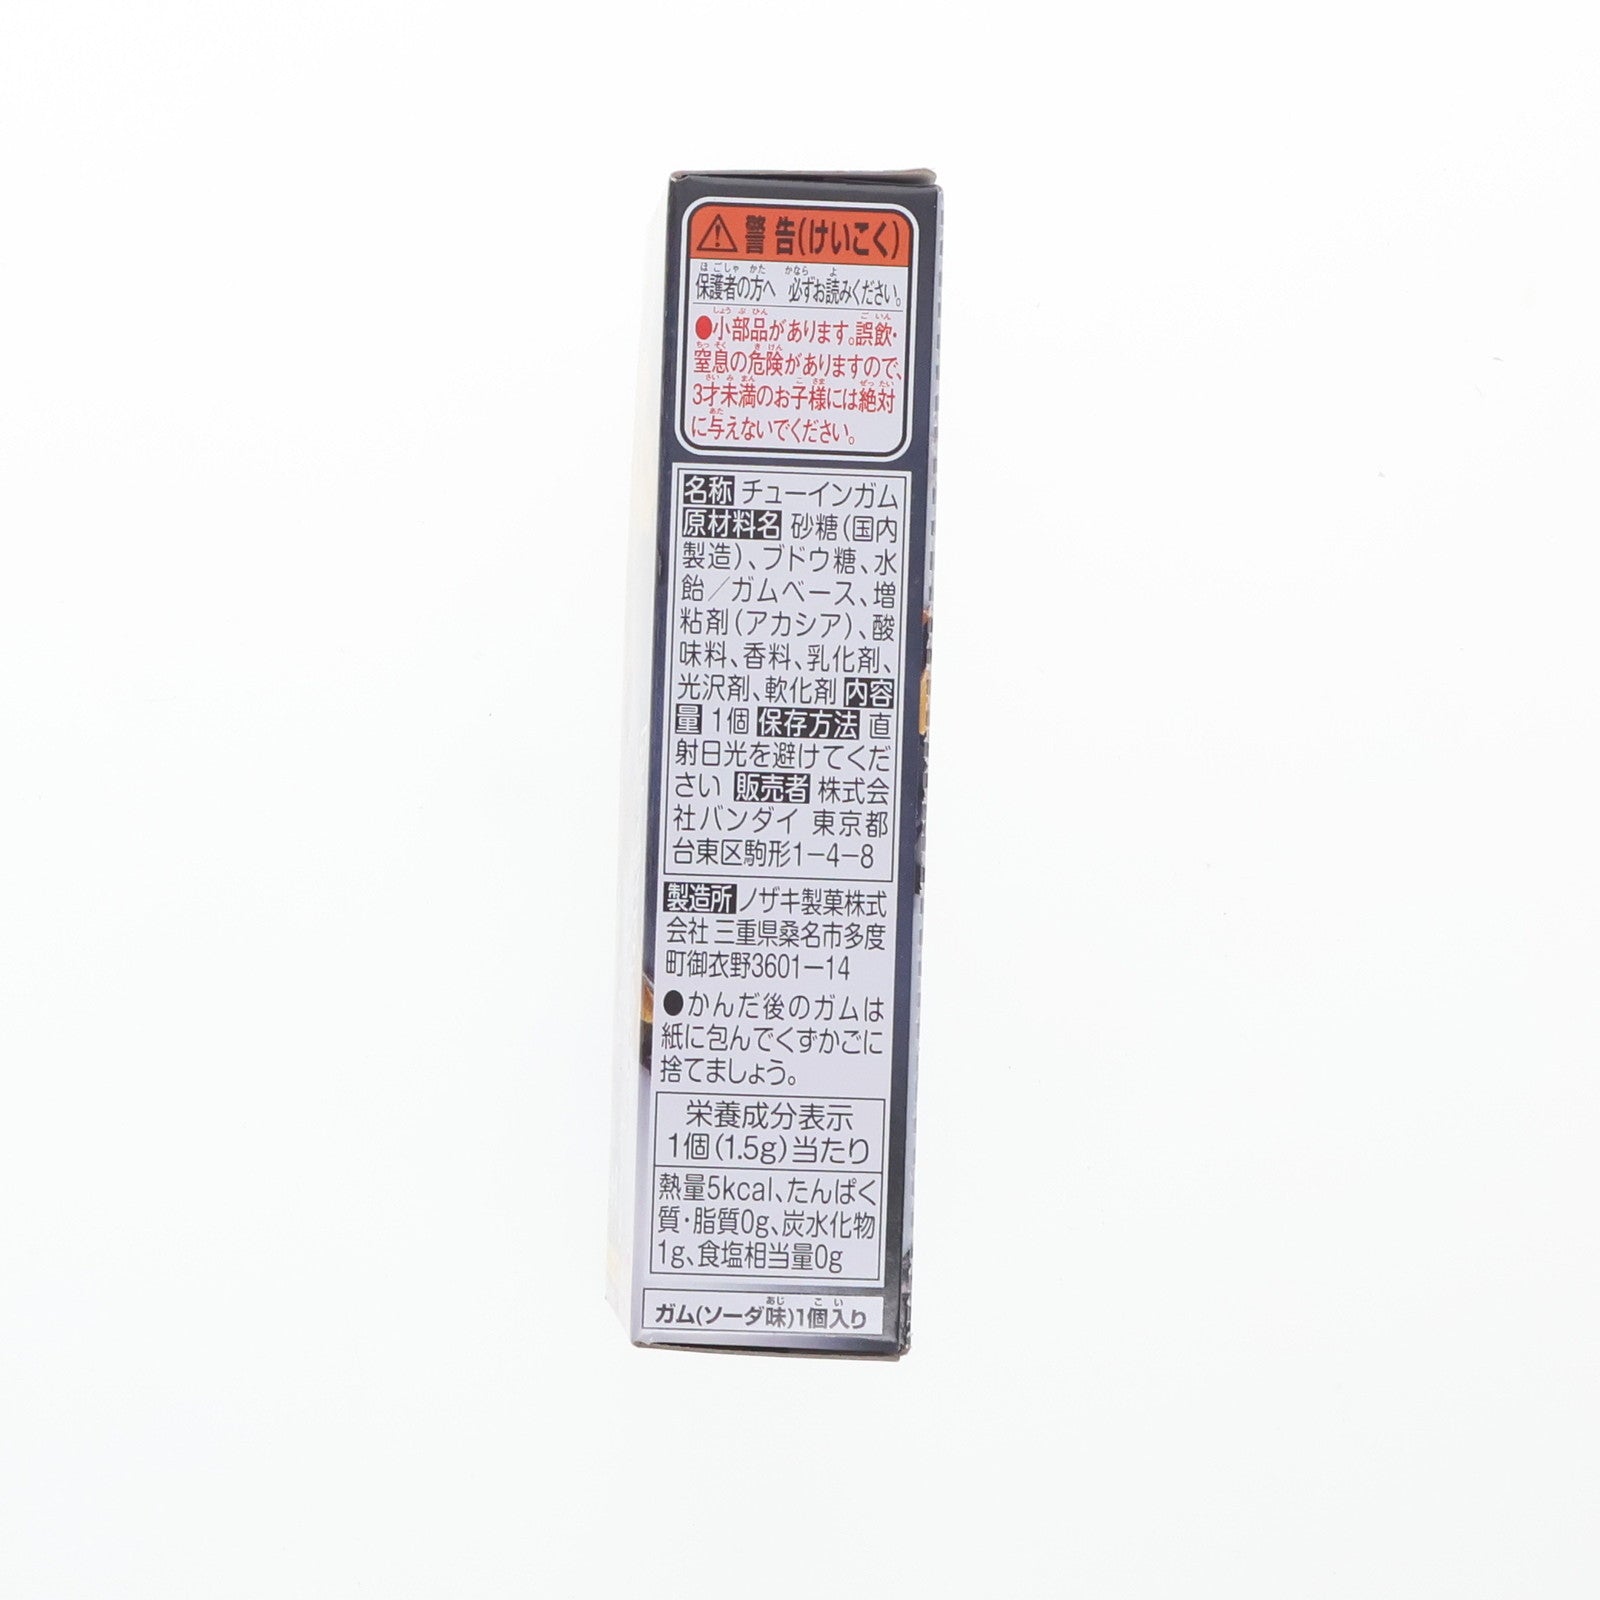 ⚠警告(けいこく)
保護者の方へ 必ずお読みください。
●小部品があります。誤飲・
窒息の危険がありますので、
3才未満のお子様には絶対
に与えないでください。
名称 チューインガム
原材料名 砂糖(国内
製造)、ブドウ糖、水
飴/ガムベース、増
粘剤(アカシア)、酸
味料、香料、乳化剤、
光沢剤、軟化剤 内容
量 1個 保存方法 直
射日光を避けてくだ
さい 販売者 株式会
社バンダイ 東京都
台東区駒形1-4-8
製造所 ノザキ製菓株式
会社 三重県桑名市多度
町御衣野3601-14
●かんだ後のガムは
紙に包んでくずかごに
捨てましょう。
栄養成分表示
1個(1.5g)当たり
熱量5kcal、たんぱく
質・脂質0g、炭水化物
1g、食塩相当量0g
ガム(ソーダ味)1個入り